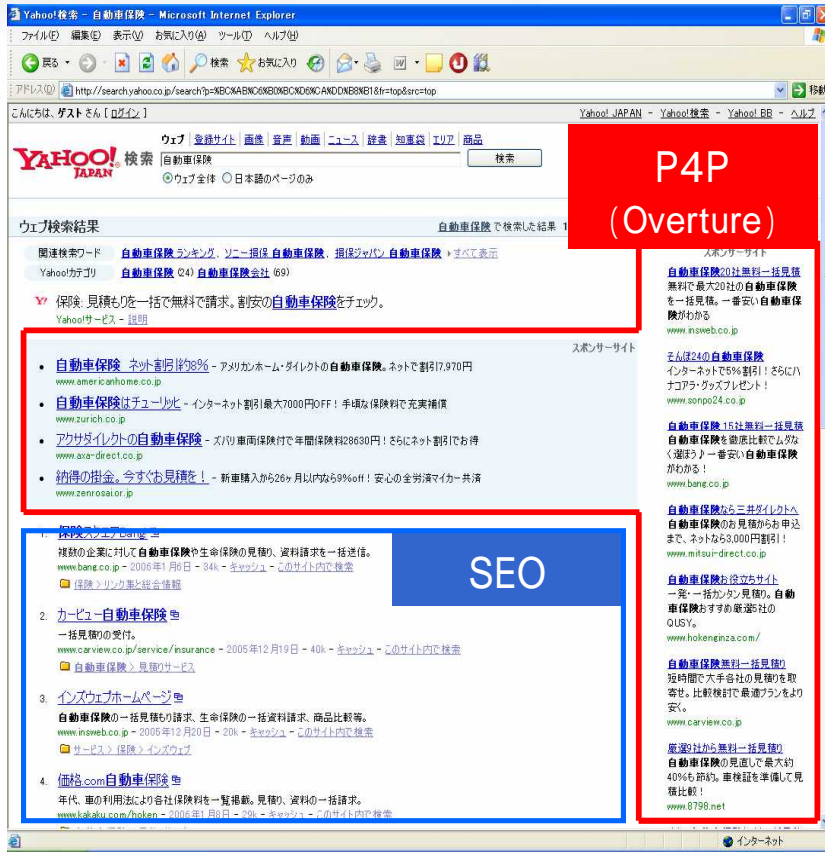 Yahoo!検索 - 自動車保険 - Microsoft Internet Explorer
ファイル(F) 編集(E) 表示(V) お気に入り(A) ツール(T) ヘルプ(H)
戻る 検索 お気に入り
アドレス(D) http://search.yahoo.co.jp/search?p=%BC%AB%C6%B0%BC%D6%CA%DD%B8%B1&fr=top&src=top 移動
こんにちは、ゲストさん [ログイン] Yahoo! JAPAN - Yahoo!検索 - Yahoo! BB - ヘルプ
ウェブ | 登録サイト | 画像 | 音声 | 動画 | ニュース | 辞書 | 知恵袋 | エリア | 商品
YAHOO! JAPAN 検索 自動車保険 検索
ウェブ全体 日本語のページのみ
P4P
(Overture)
ウェブ検索結果 自動車保険 で検索した結果 1
関連検索ワード 自動車保険 ランキング, ソニー損保 自動車保険, 損保ジャパン 自動車保険 すべて表示
Yahoo!カテゴリ 自動車保険 (24) 自動車保険会社 (69)
Y! 保険: 見積もりを一括で無料で請求。割安の自動車保険をチェック。
Yahoo!サービス - 説明
スポンサーサイト
• 自動車保険 ネット割引約8% - アメリカンホーム・ダイレクトの自動車保険。ネットで割引7,970円
www.americanhome.co.jp
• 自動車保険はチューリッヒ - インターネット割引最大7000円OFF!手頃な保険料で充実補償
www.zurich.co.jp
• アクサダイレクトの自動車保険 - ズバリ車両保険付で年間保険料28630円!さらにネット割引でお得
www.axa-direct.co.jp
• 納得の掛金。今すぐお見積を! - 新車購入から26ヶ月以内なら9%off!安心の全労済マイカー共済
www.zenrosai.or.jp
SEO
1. 保険スクエアbang!
複数の企業に対して自動車保険や生命保険の見積り、資料請求を一括送信。
www.bang.co.jp - 2006年1月6日 - 34k - キャッシュ - このサイト内で検索
保険 > リンク集と総合情報
2. カービュー自動車保険
一括見積りの受付。
www.carview.co.jp/service/insurance - 2005年12月19日 - 40k - キャッシュ - このサイト内で検索
自動車保険 > 見積りサービス
3. インズウェブホームページ
自動車保険の一括見積もり請求、生命保険の一括資料請求、商品比較等。
www.insweb.co.jp - 2005年12月20日 - 20k - キャッシュ - このサイト内で検索
サービス > 保険 > インズウェブ
4. 価格.com自動車保険
年代、車の利用法により各社保険料を一覧掲載。見積り、資料の一括請求。
www.kakaku.com/hoken - 2006年1月8日 - 29k - キャッシュ - このサイト内で検索
スポンサーサイト
自動車保険20社無料一括見積
無料で最大20社の自動車保険
を一括見積。一番安い自動車保
険がわかる
www.insweb.co.jp
そんぽ24の自動車保険
インターネットで5%割引!さらにハ
ナコアラ・グッズプレゼント!
www.sonpo24.co.jp
自動車保険 15社無料一括見積
自動車保険を徹底比較でムダな
く選ぼう♪一番安い自動車保険
がわかる!
www.bang.co.jp
自動車保険なら三井ダイレクトへ
自動車保険のお見積からお申込
まで、ネットなら3,000円割引!
www.mitsui-direct.co.jp
自動車保険お役立ちサイト
一発・一括カンタン見積り。自動
車保険おすすめ厳選5社の
QUSY。
www.hokenginza.com/
自動車保険無料一括見積り
短時間で大手各社の見積りを取
寄せ。比較検討で最適プランをより
安く。
www.carview.co.jp
厳選9社から無料一括見積り
自動車保険の見直しで最大約
40%も節約。車検証を準備して見
積比較!
www.8798.net
インターネット